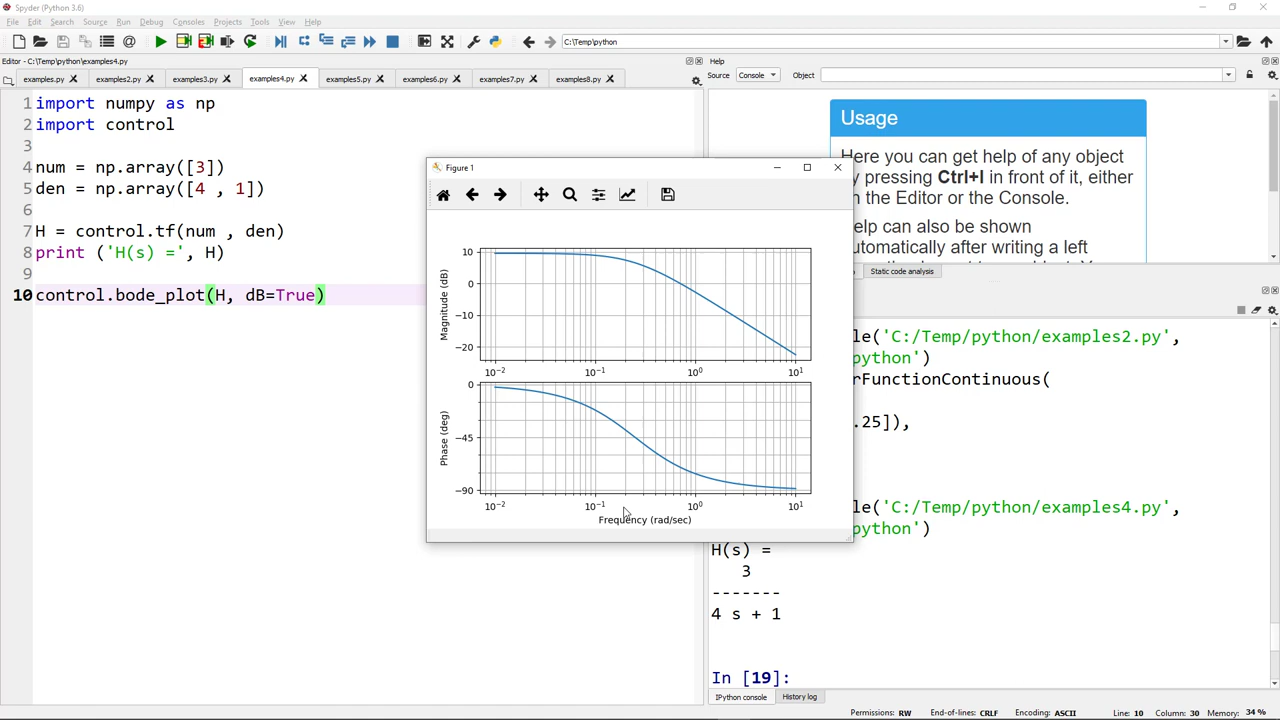 Spyder (Python 3.6)
File Edit Search Source Run Debug Consoles Projects Tools View Help
C:\Temp\python
Editor - C:\Temp\python\examples4.py
Help
examples.py examples2.py examples3.py examples4.py examples5.py examples6.py examples7.py examples8.py
Source Console Object
1 import numpy as np
2 import control
3
4 num = np.array([3])
5 den = np.array([4 , 1])
6
7 H = control.tf(num , den)
8 print ('H(s) =', H)
9
10 control.bode_plot(H, dB=True)
Usage
Here you can get help of any object
y pressing Ctrl+I in front of it, either
n the Editor or the Console.
elp can also be shown
utomatically after writing a left
Static code analysis
Figure 1
10
0
−10
−20
Magnitude (dB)
10−2 10−1 100 101
0
−45
−90
Phase (deg)
10−2 10−1 100 101
Frequency (rad/sec)
le('C:/Temp/python/examples2.py',
python')
rFunctionContinuous(
.25]),
le('C:/Temp/python/examples4.py',
python')
H(s) =
3
-------
4 s + 1
In [19]:
IPython console History log
Permissions: RW End-of-lines: CRLF Encoding: ASCII Line: 10 Column: 30 Memory: 34 %